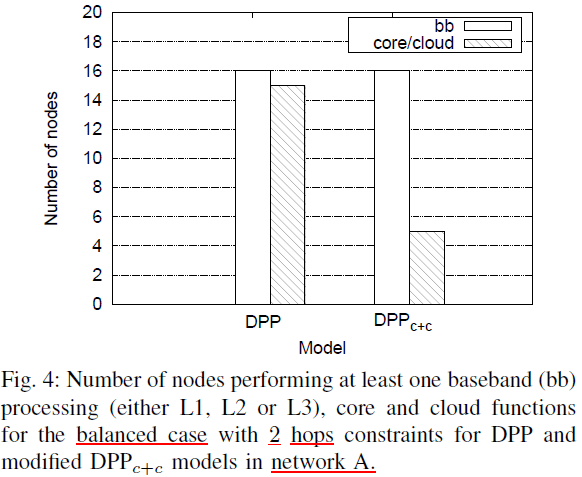 20
18
16
14
12
10
8
6
4
2
0
Number of nodes
bb
core/cloud
DPP
DPPc+c
Model
Fig. 4: Number of nodes performing at least one baseband (bb)
processing (either L1, L2 or L3), core and cloud functions
for the balanced case with 2 hops constraints for DPP and
modified DPPc+c models in network A.